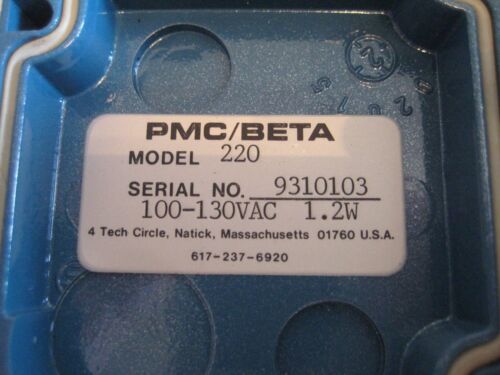 PMC/BETA
MODEL 220
SERIAL NO. 9310103
100-130VAC 1.2W
4 Tech Circle, Natick, Massachusetts 01760 U.S.A.
617-237-6920